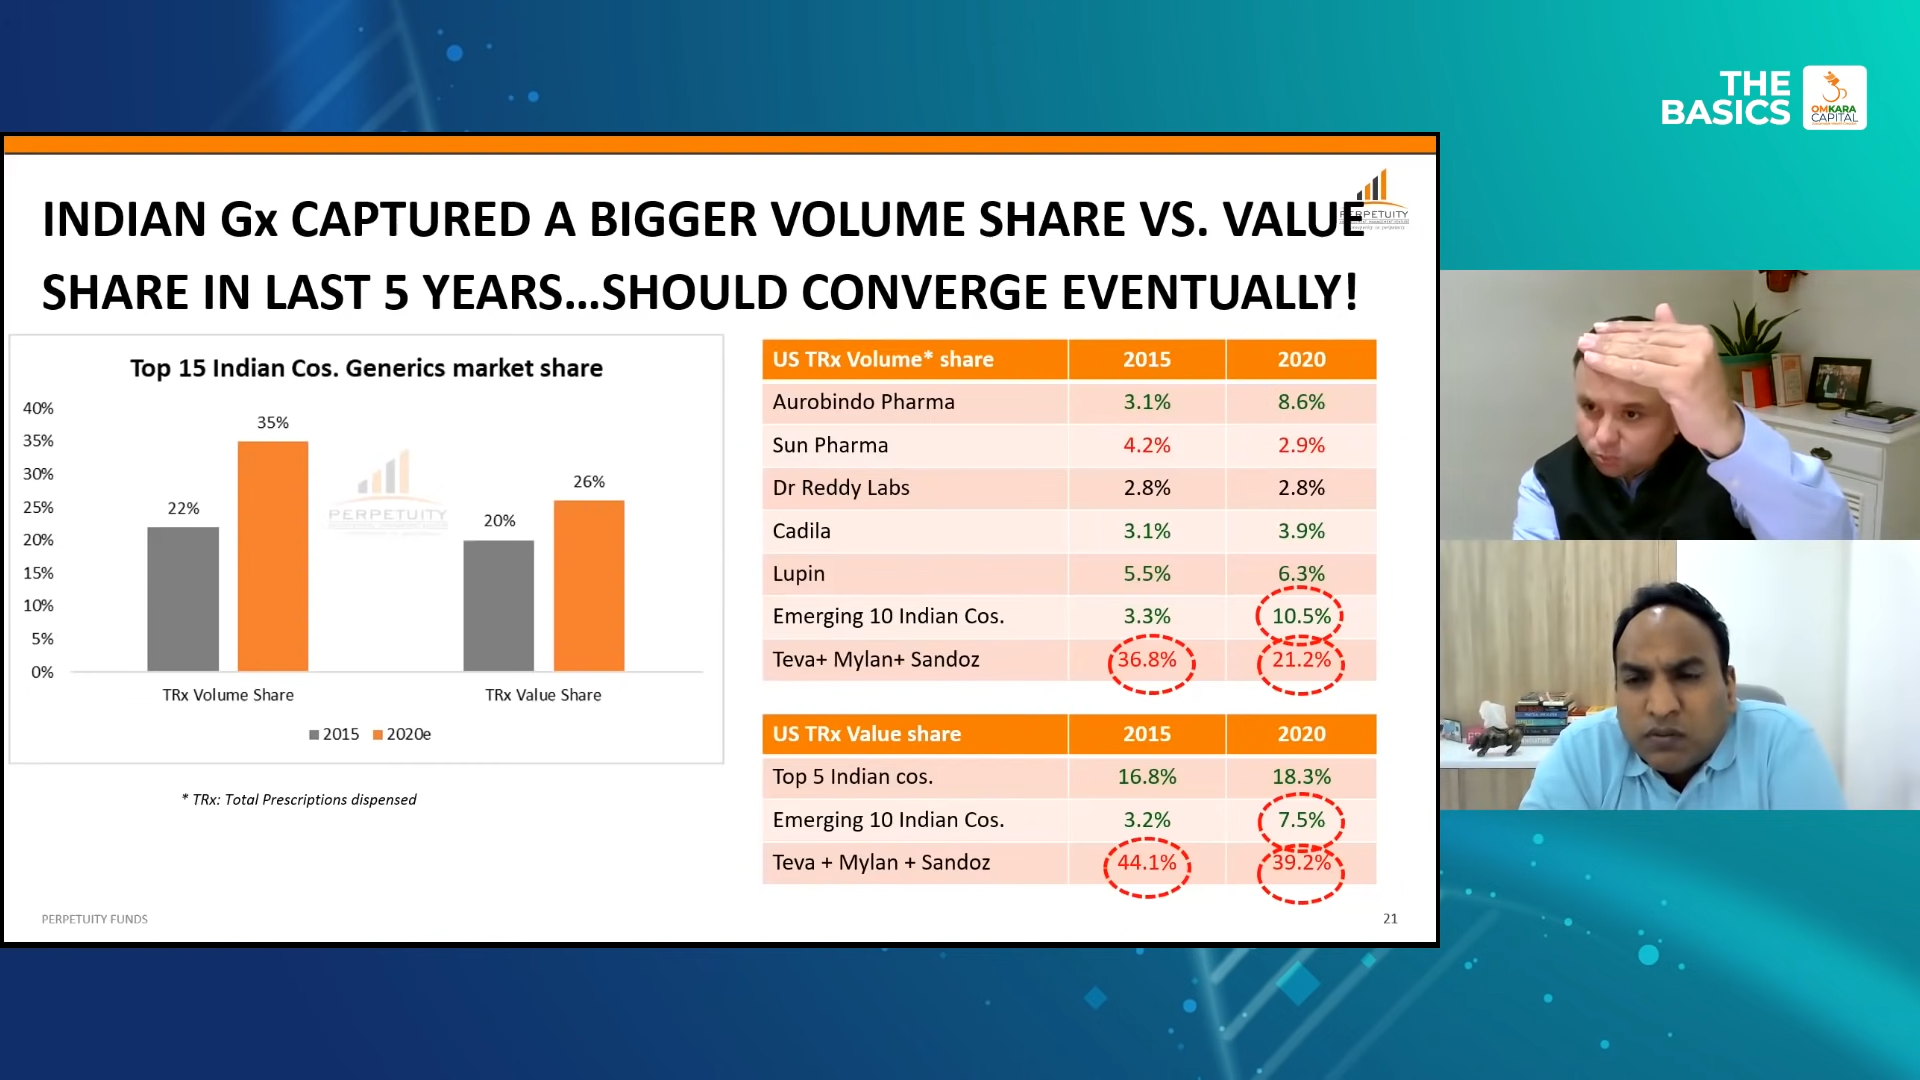 THE
BASICS
OMKARA
CAPITAL
PERPETUITY
INDIAN Gx CAPTURED A BIGGER VOLUME SHARE VS. VALUE
SHARE IN LAST 5 YEARS...SHOULD CONVERGE EVENTUALLY!
Top 15 Indian Cos. Generics market share
40%
35%
30%
25%
20%
15%
10%
5%
0%
22%
35%
20%
26%
PERPETUITY
TRx Volume Share
TRx Value Share
2015
2020e
* TRx: Total Prescriptions dispensed
US TRx Volume* share 2015 2020
Aurobindo Pharma 3.1% 8.6%
Sun Pharma 4.2% 2.9%
Dr Reddy Labs 2.8% 2.8%
Cadila 3.1% 3.9%
Lupin 5.5% 6.3%
Emerging 10 Indian Cos. 3.3% 10.5%
Teva+ Mylan+ Sandoz 36.8% 21.2%
US TRx Value share 2015 2020
Top 5 Indian cos. 16.8% 18.3%
Emerging 10 Indian Cos. 3.2% 7.5%
Teva + Mylan + Sandoz 44.1% 39.2%
PERPETUITY FUNDS
21